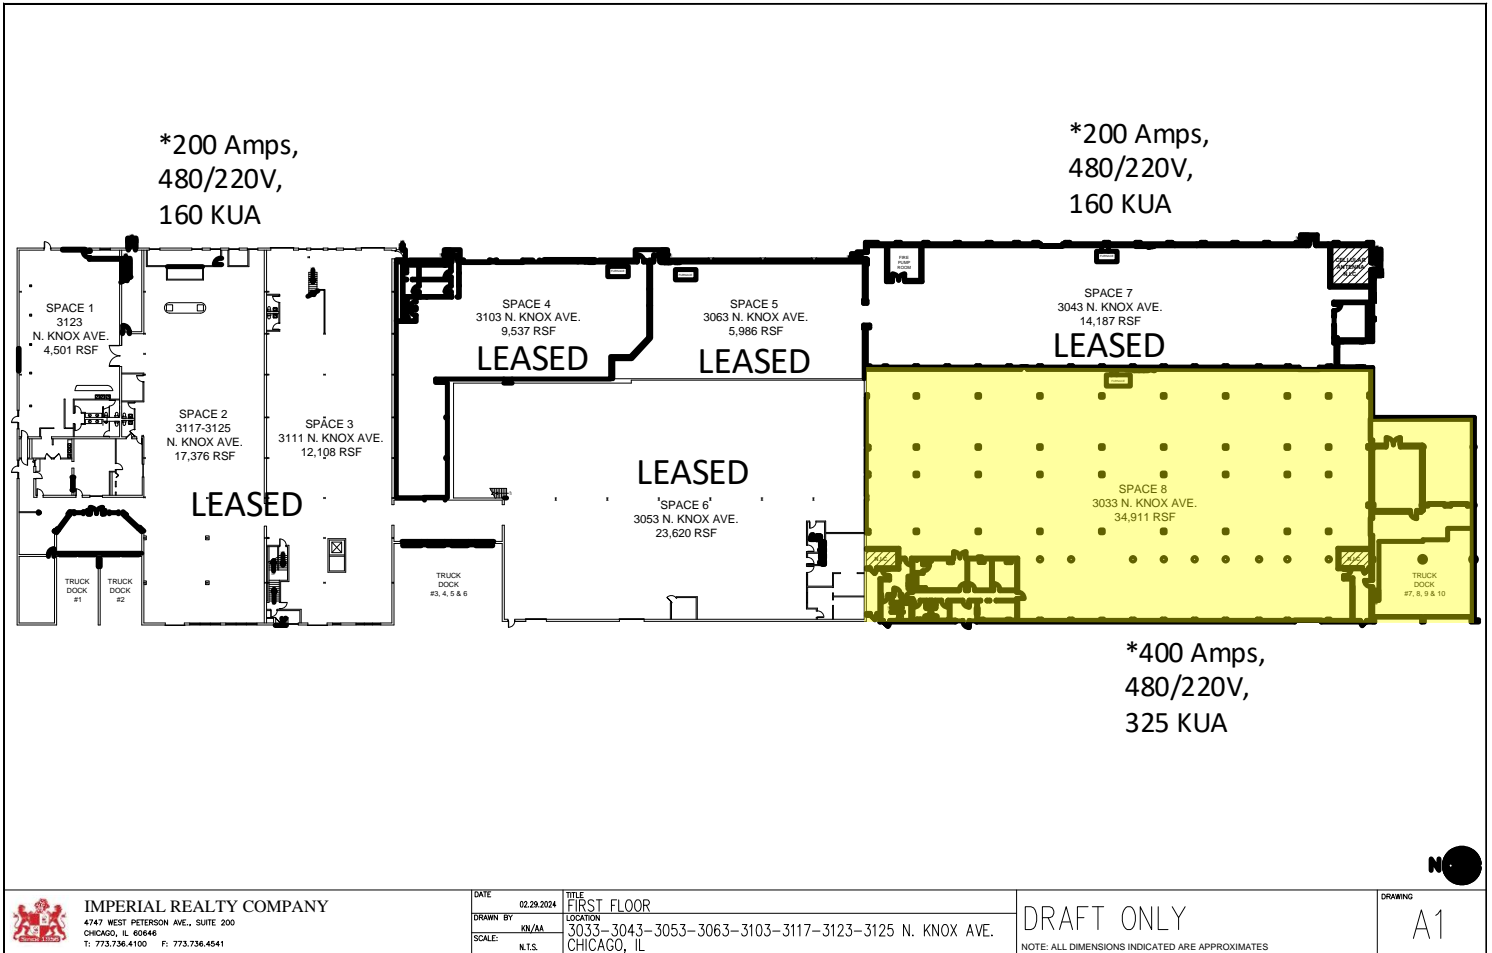 *200 Amps,
480/220V,
160 KUA
*200 Amps,
480/220V,
160 KUA
SPACE 1
3123
N. KNOX AVE.
4,501 RSF
SPACE 2
3117-3125
N. KNOX AVE.
17,376 RSF
SPACE 3
3111 N. KNOX AVE.
12,108 RSF
LEASED
SPACE 4
3103 N. KNOX AVE.
9,537 RSF
LEASED
SPACE 5
3063 N. KNOX AVE.
5,986 RSF
LEASED
FIRE
PUMP
ROOM
SPACE 7
3043 N. KNOX AVE.
14,187 RSF
LEASED
CELLULAR
ANTENNA
N.I.C.
LEASED
SPACE 6
3053 N. KNOX AVE.
23,620 RSF
SPACE 8
3033 N. KNOX AVE.
34,911 RSF
N.I.C.
N.I.C.
TRUCK
DOCK
#1
TRUCK
DOCK
#2
TRUCK
DOCK
#3, 4, 5 & 6
TRUCK
DOCK
#7, 8, 9 & 10
*400 Amps,
480/220V,
325 KUA
N
IMPERIAL REALTY COMPANY
4747 WEST PETERSON AVE., SUITE 200
CHICAGO, IL 60646
T: 773.736.4100 F: 773.736.4541
DATE
02.29.2024
DRAWN BY
KN/AA
SCALE:
N.T.S.
TITLE
FIRST FLOOR
LOCATION
3033-3043-3053-3063-3103-3117-3123-3125 N. KNOX AVE.
CHICAGO, IL
DRAFT ONLY
NOTE: ALL DIMENSIONS INDICATED ARE APPROXIMATES
DRAWING
A1